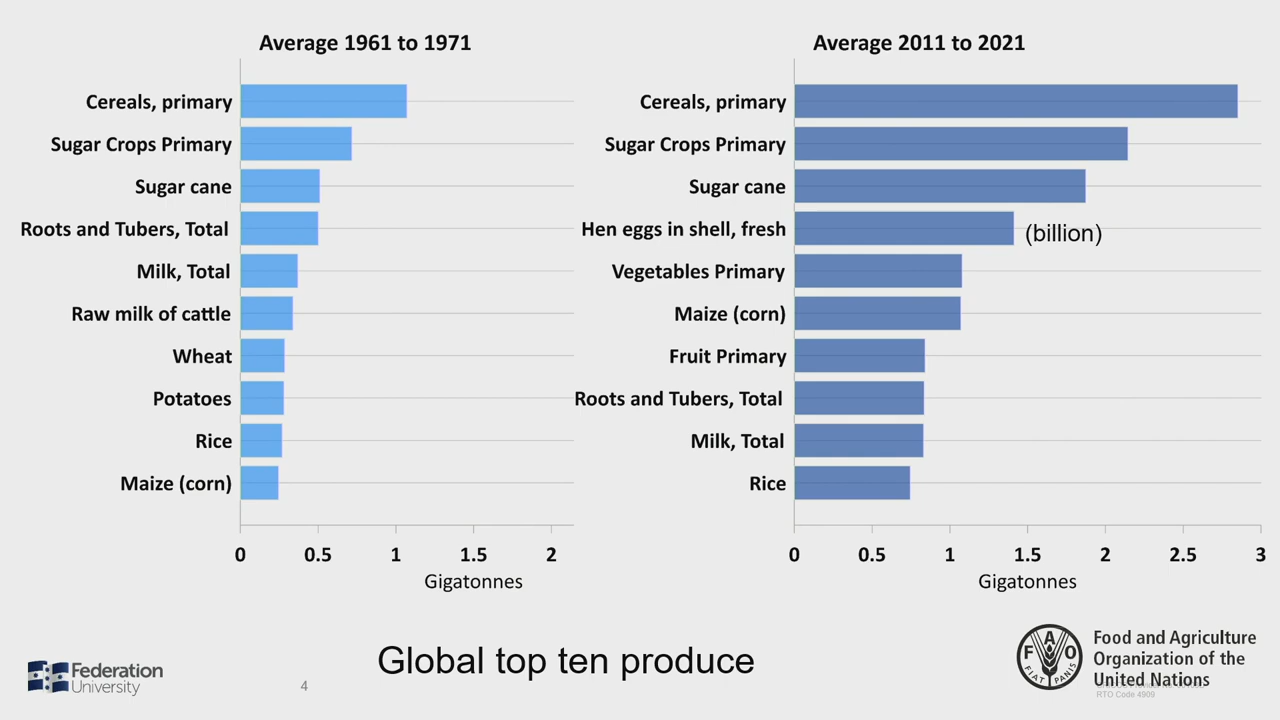 Average 1961 to 1971
Cereals, primary
Sugar Crops Primary
Sugar cane
Roots and Tubers, Total
Milk, Total
Raw milk of cattle
Wheat
Potatoes
Rice
Maize (corn)
0 0.5 1 1.5 2
Gigatonnes
Average 2011 to 2021
Cereals, primary
Sugar Crops Primary
Sugar cane
Hen eggs in shell, fresh (billion)
Vegetables Primary
Maize (corn)
Fruit Primary
Roots and Tubers, Total
Milk, Total
Rice
0 0.5 1 1.5 2 2.5 3
Gigatonnes
Federation
University
4
Global top ten produce
F A O
FIAT PANIS
Food and Agriculture
Organization of the
United Nations
RTO Code 4909